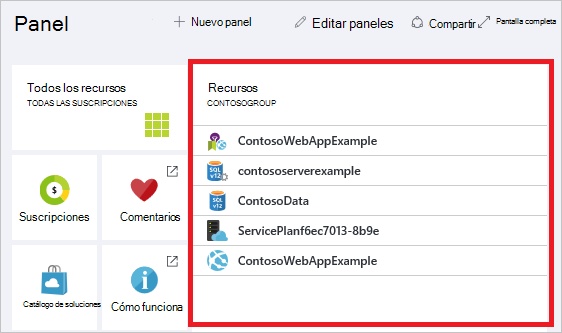 Panel
Nuevo panel
Editar paneles
Compartir
Pantalla completa
Todos los recursos
TODAS LAS SUSCRIPCIONES
Recursos
CONTOSOGROUP
ContosoWebAppExample
SQL v12 contososerverexample
SQL v12 ContosoData
ServicePlanf6ec7013-8b9e
ContosoWebAppExample
$
Suscripciones
Comentarios
Catálogo de soluciones
Cómo funciona